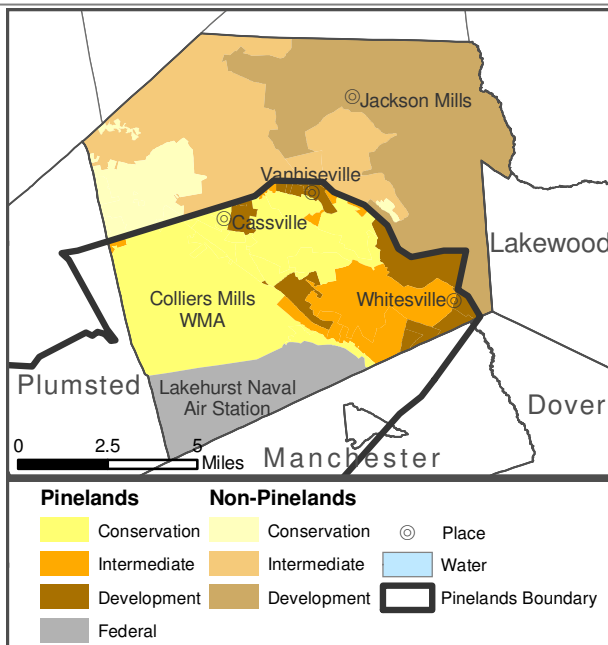 Jackson Mills
Vanhiseville
Cassville
Lakewood
Colliers Mills
WMA
Whitesville
Plumsted
Lakehurst Naval
Air Station
Dover
0 2.5 5
Miles
Manchester
Pinelands Non-Pinelands
Conservation Conservation Place
Intermediate Intermediate Water
Development Development Pinelands Boundary
Federal